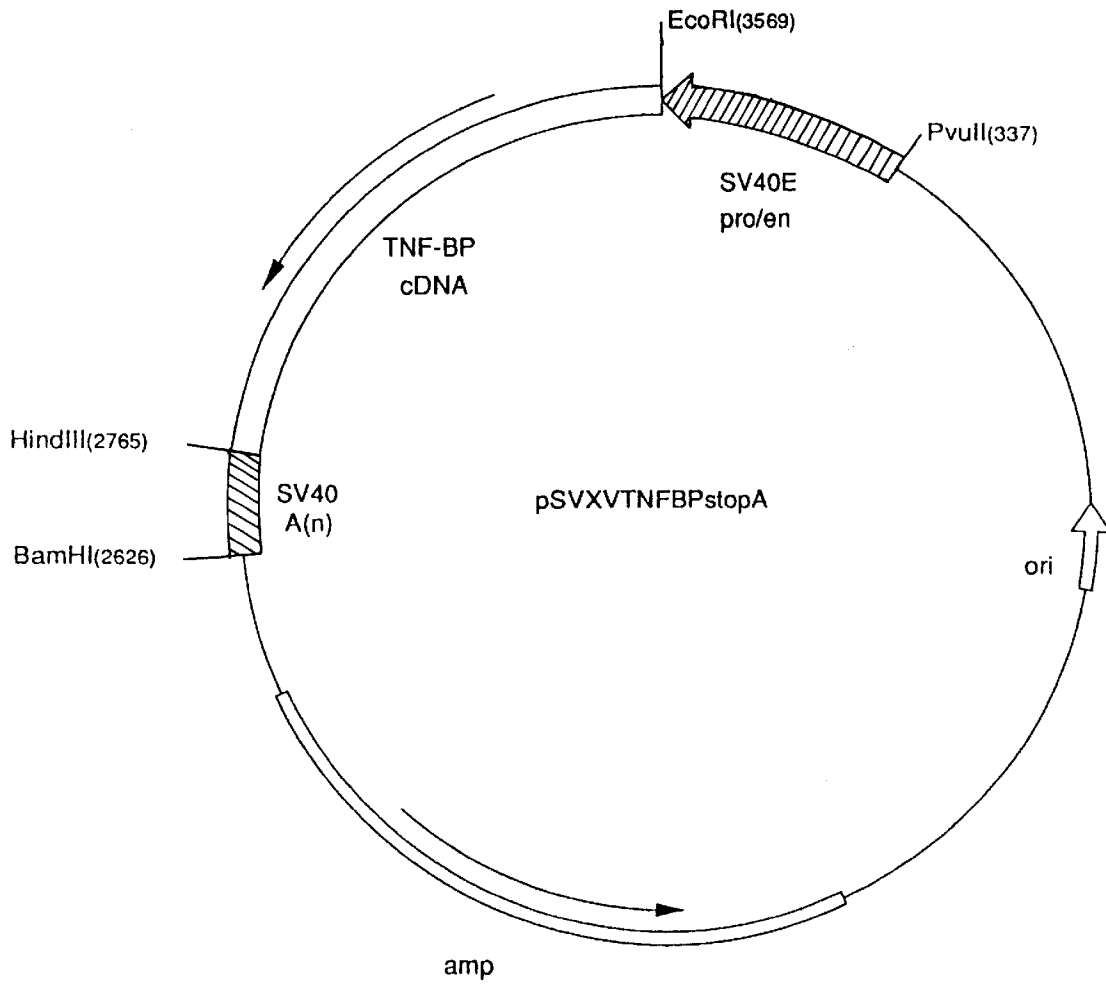 EcoRI(3569)
PvuII(337)
SV40E
pro/en
TNF-BP
cDNA
HindIII(2765)
SV40
A(n)
pSVXVTNFBPstopA
BamHI(2626)
ori
amp